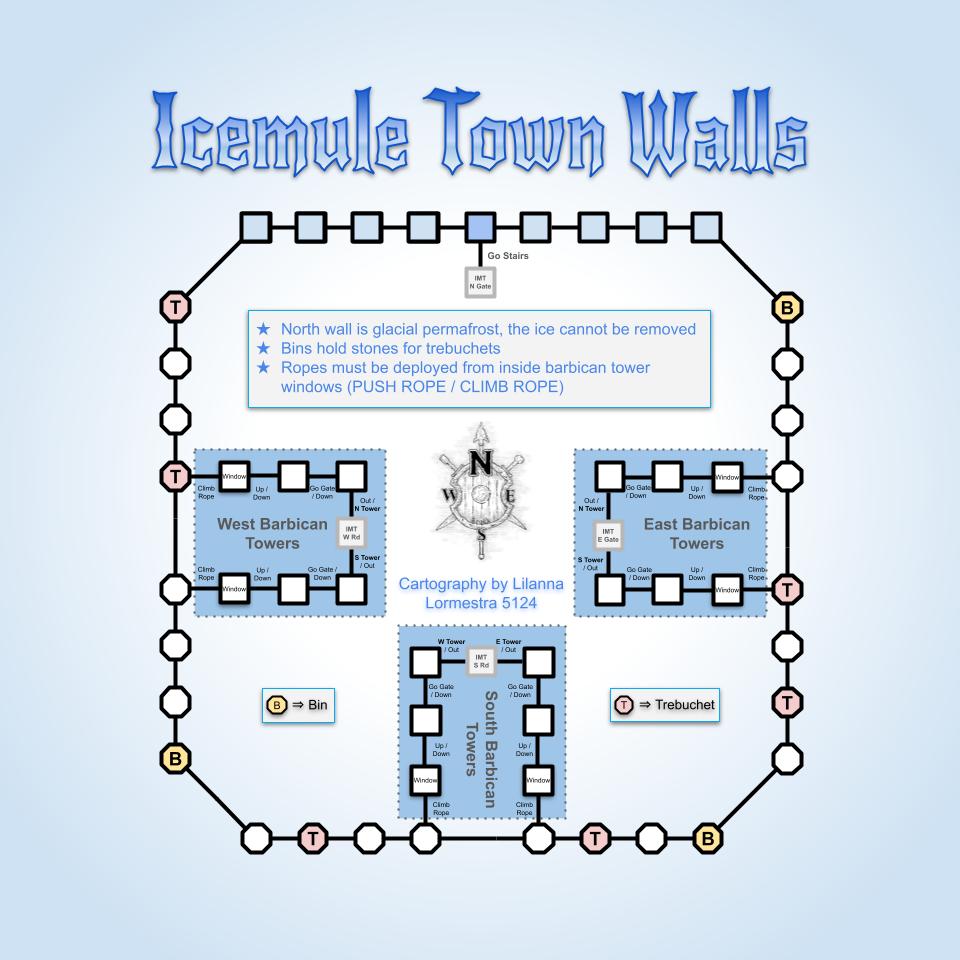 Icemule Town Walls
Go Stairs
IMT
N Gate
T
B
★ North wall is glacial permafrost, the ice cannot be removed
★ Bins hold stones for trebuchets
★ Ropes must be deployed from inside barbican tower
windows (PUSH ROPE / CLIMB ROPE)
N
W
E
S
T
Window
Climb
Rope
Up /
Down
Go Gate
/ Down
Out /
N Tower
West Barbican
Towers
IMT
W Rd
S Tower
/ Out
Climb
Rope
Up /
Down
Go Gate /
Down
Window
Window
Go Gate
/ Down
Up /
Down
Climb
Rope
Out /
N Tower
IMT
E Gate
East Barbican
Towers
S Tower
/ Out
Go Gate
/ Down
Up /
Down
Climb
Rope
Window
T
Cartography by Lilanna
Lormestra 5124
W Tower
/ Out
IMT
S Rd
E Tower
/ Out
Go Gate
/ Down
Go Gate
/ Down
South Barbican
Towers
Up /
Down
Up /
Down
Window
Window
Climb
Rope
Climb
Rope
B ⇒ Bin
T ⇒ Trebuchet
T
B
T
T
B